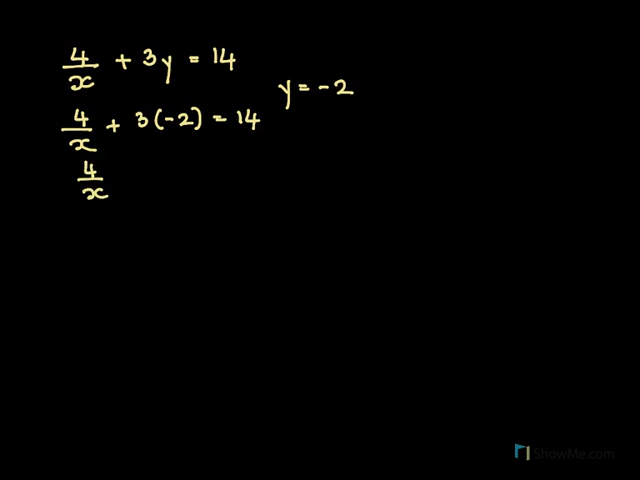 4/x + 3y = 14
y = -2
4/x + 3(-2) = 14
4/x
ShowMe.com